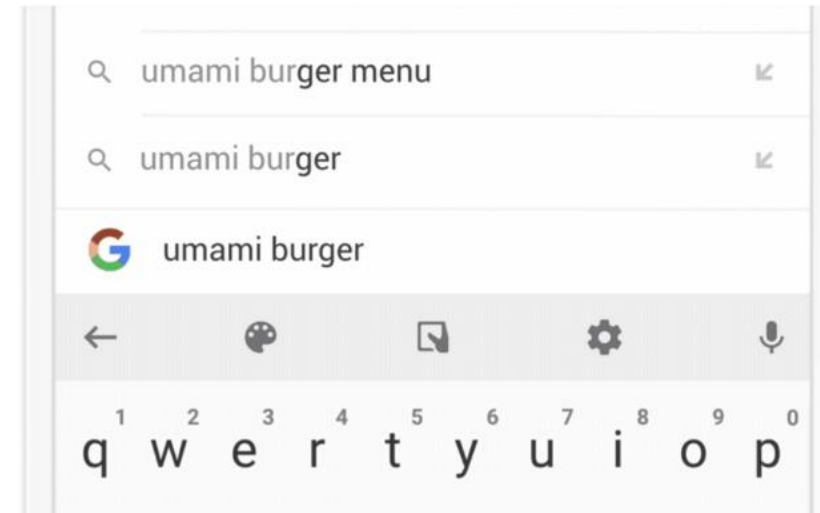 umami burger menu
umami burger
umami burger
1 2 3 4 5 6 7 8 9 0
q w e r t y u i o p